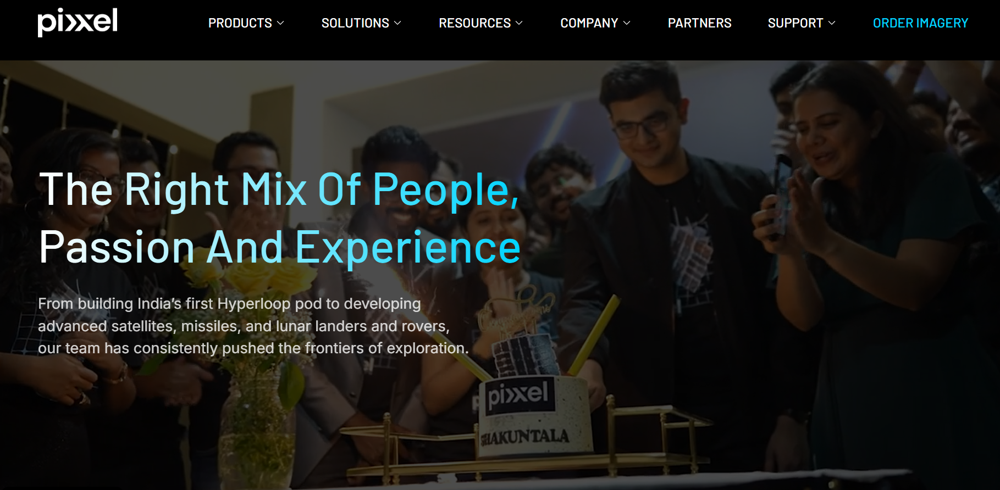 pixxel
PRODUCTS
SOLUTIONS
RESOURCES
COMPANY
PARTNERS
SUPPORT
ORDER IMAGERY
The Right Mix Of People,
Passion And Experience
From building India’s first Hyperloop pod to developing
advanced satellites, missiles, and lunar landers and rovers,
our team has consistently pushed the frontiers of exploration.
pixxel
SHAKUNTALA